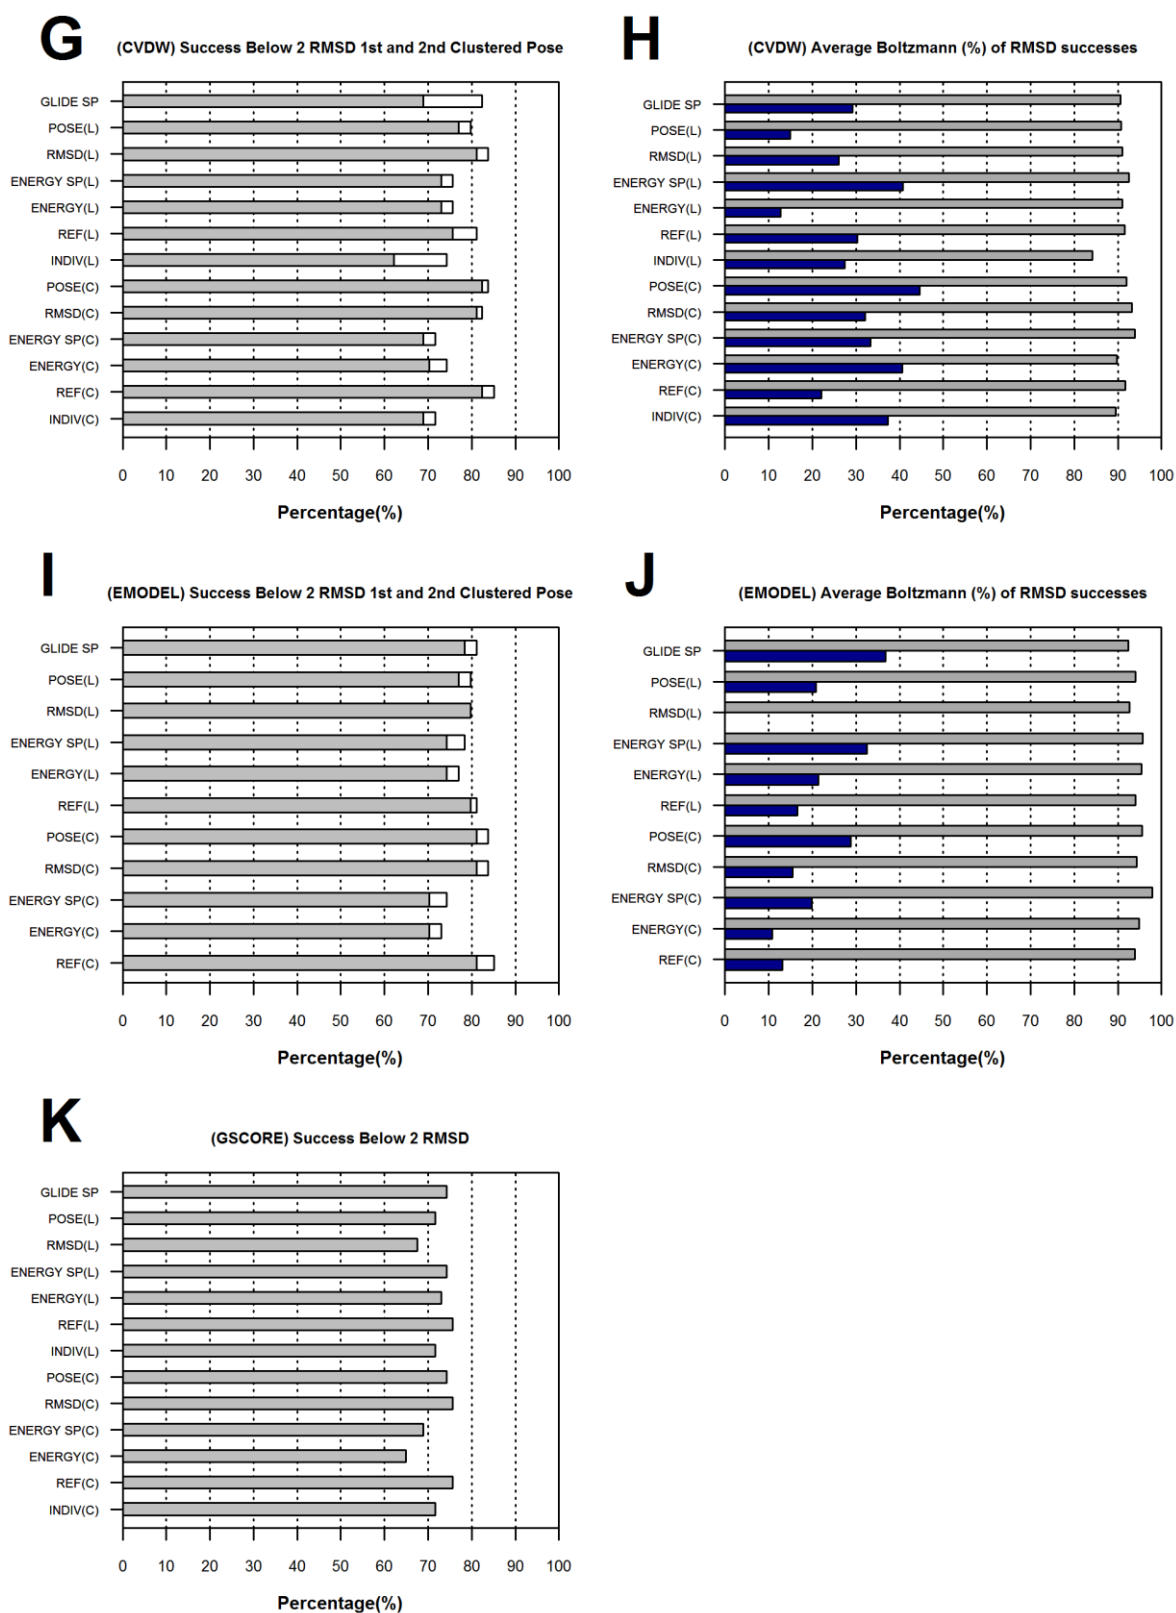 G
(CVDW) Success Below 2 RMSD 1st and 2nd Clustered Pose
GLIDE SP
POSE(L)
RMSD(L)
ENERGY SP(L)
ENERGY(L)
REF(L)
INDIV(L)
POSE(C)
RMSD(C)
ENERGY SP(C)
ENERGY(C)
REF(C)
INDIV(C)
0 10 20 30 40 50 60 70 80 90 100
Percentage(%)
H
(CVDW) Average Boltzmann (%) of RMSD successes
GLIDE SP
POSE(L)
RMSD(L)
ENERGY SP(L)
ENERGY(L)
REF(L)
INDIV(L)
POSE(C)
RMSD(C)
ENERGY SP(C)
ENERGY(C)
REF(C)
INDIV(C)
0 10 20 30 40 50 60 70 80 90 100
Percentage(%)
I
(EMODEL) Success Below 2 RMSD 1st and 2nd Clustered Pose
GLIDE SP
POSE(L)
RMSD(L)
ENERGY SP(L)
ENERGY(L)
REF(L)
POSE(C)
RMSD(C)
ENERGY SP(C)
ENERGY(C)
REF(C)
0 10 20 30 40 50 60 70 80 90 100
Percentage(%)
J
(EMODEL) Average Boltzmann (%) of RMSD successes
GLIDE SP
POSE(L)
RMSD(L)
ENERGY SP(L)
ENERGY(L)
REF(L)
POSE(C)
RMSD(C)
ENERGY SP(C)
ENERGY(C)
REF(C)
0 10 20 30 40 50 60 70 80 90 100
Percentage(%)
K
(GSCORE) Success Below 2 RMSD
GLIDE SP
POSE(L)
RMSD(L)
ENERGY SP(L)
ENERGY(L)
REF(L)
INDIV(L)
POSE(C)
RMSD(C)
ENERGY SP(C)
ENERGY(C)
REF(C)
INDIV(C)
0 10 20 30 40 50 60 70 80 90 100
Percentage(%)